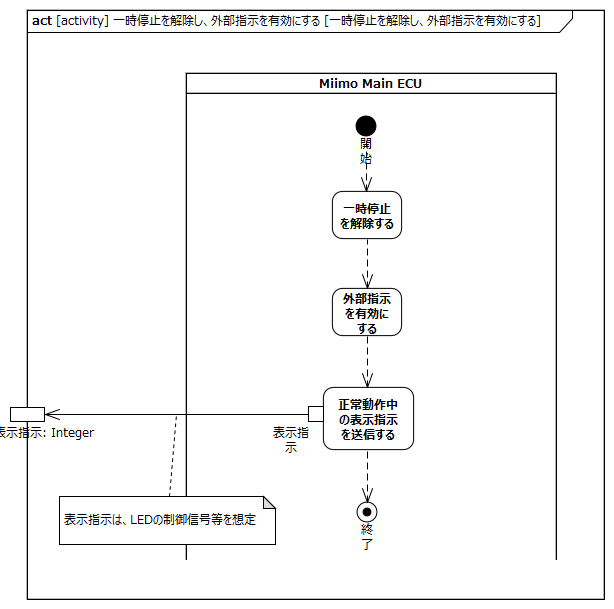 act [activity] 一時停止を解除し、外部指示を有効にする [一時停止を解除し、外部指示を有効にする]
Miimo Main ECU
開
始
一時停止
を解除する
外部指示
を有効に
する
正常動作中
の表示指示
を送信する
表示指示: Integer
表示指
示
表示指示は、LEDの制御信号等を想定
終
了